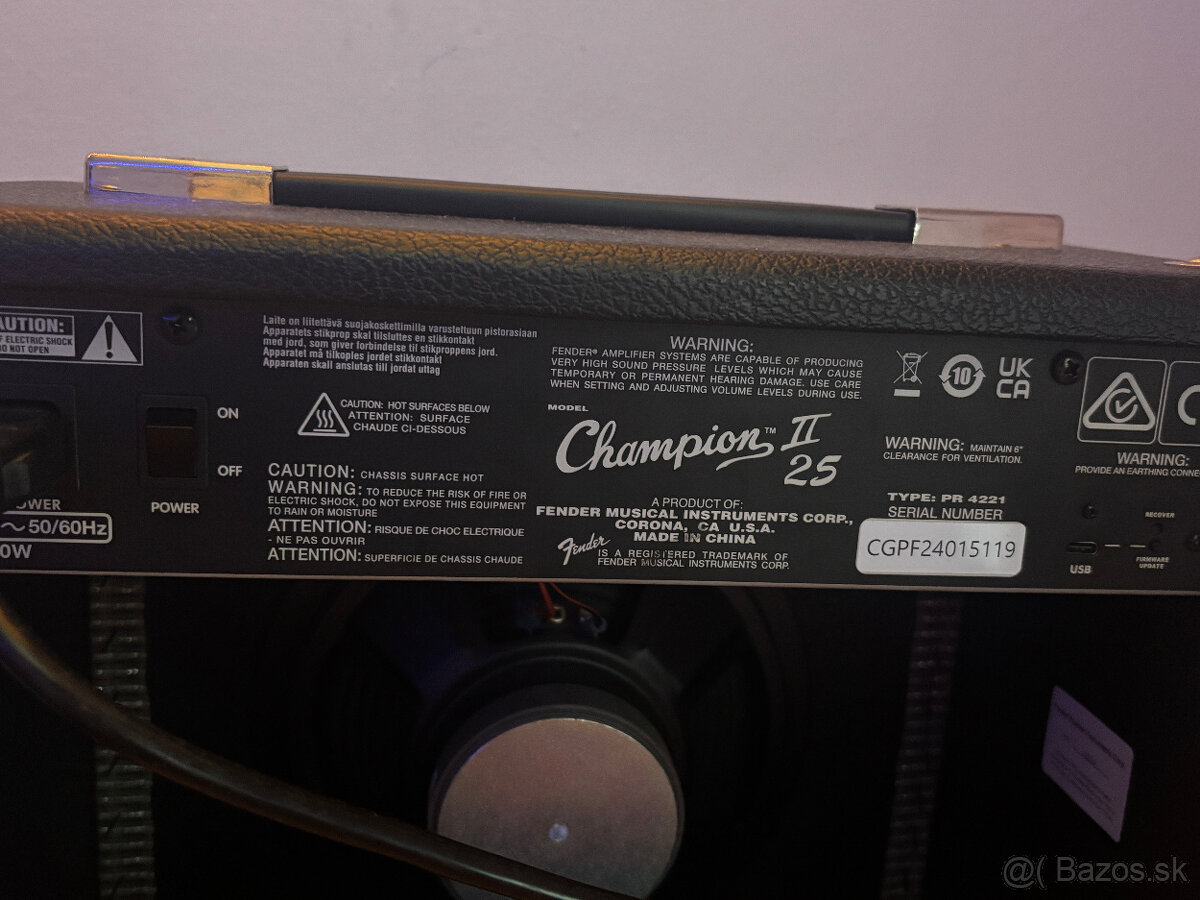 AUTION:
F ELECTRIC SHOCK
DO NOT OPEN
Laite on liitettävä suojakoskettimilla varustettuun pistorasiaan
Apparatets stikprop skal tilsluttes en stikkontakt
med jord, som giver forbindelse til stikproppens jord.
Apparatet må tilkoples jordet stikkontakt
Apparaten skall anslutas till jordat uttag
ON
OFF
POWER
OWER
~50/60Hz
0W
CAUTION: HOT SURFACES BELOW
ATTENTION: SURFACE
CHAUDE CI-DESSOUS
CAUTION: CHASSIS SURFACE HOT
WARNING: TO REDUCE THE RISK OF FIRE OR
ELECTRIC SHOCK, DO NOT EXPOSE THIS EQUIPMENT
TO RAIN OR MOISTURE
ATTENTION: RISQUE DE CHOC ELECTRIQUE
- NE PAS OUVRIR
ATTENTION: SUPERFICIE DE CHASSIS CHAUDE
WARNING:
FENDER® AMPLIFIER SYSTEMS ARE CAPABLE OF PRODUCING
VERY HIGH SOUND PRESSURE LEVELS WHICH MAY CAUSE
TEMPORARY OR PERMANENT HEARING DAMAGE. USE CARE
WHEN SETTING AND ADJUSTING VOLUME LEVELS DURING USE.
MODEL
Champion™ II
25
A PRODUCT OF:
FENDER MUSICAL INSTRUMENTS CORP.,
CORONA, CA U.S.A.
MADE IN CHINA
Fender IS A REGISTERED TRADEMARK OF
FENDER MUSICAL INSTRUMENTS CORP.
10
UK
CA
WARNING: MAINTAIN 6"
CLEARANCE FOR VENTILATION.
TYPE: PR 4221
SERIAL NUMBER
CGPF24015119
WARNING:
PROVIDE AN EARTHING CONNE
RECOVER
USB
FIRMWARE
UPDATE
@( Bazos.sk